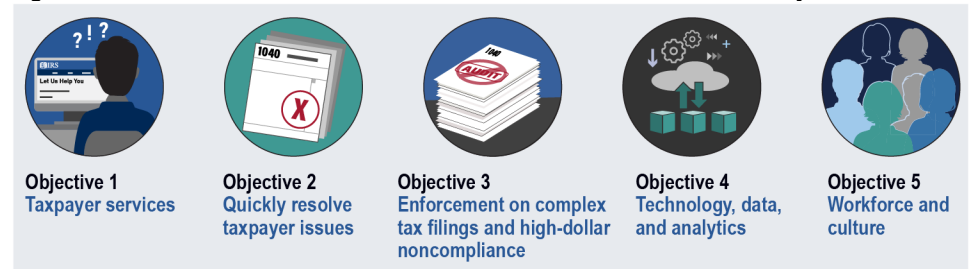 ? ! ?
IRS
Let Us Help You
1040
X
1040
AUDIT
Objective 1
Taxpayer services
Objective 2
Quickly resolve
taxpayer issues
Objective 3
Enforcement on complex
tax filings and high-dollar
noncompliance
Objective 4
Technology, data,
and analytics
Objective 5
Workforce and
culture